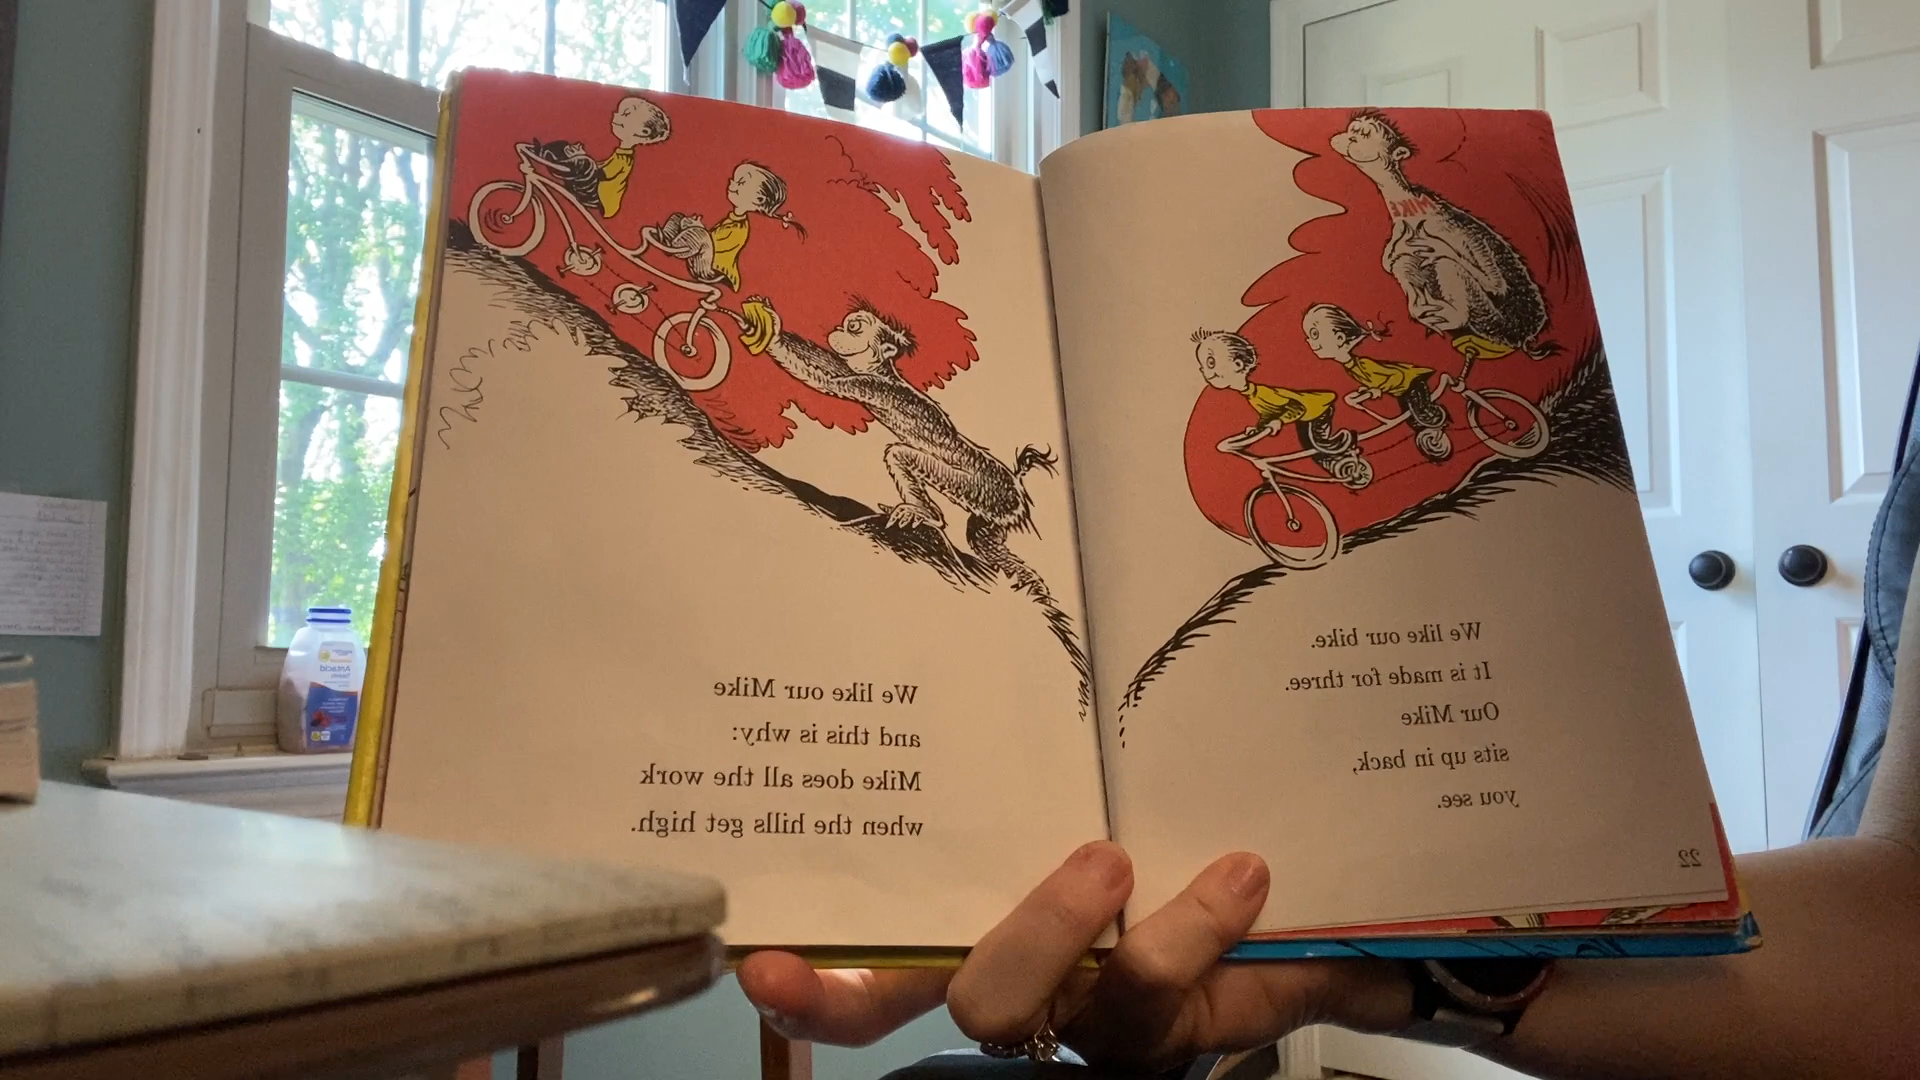 We like our bike.
It is made for three.
Our Mike
sits up in back,
you see.
22
MIKE
We like our Mike
and this is why:
Mike does all the work
when the hills get high.
Antacid